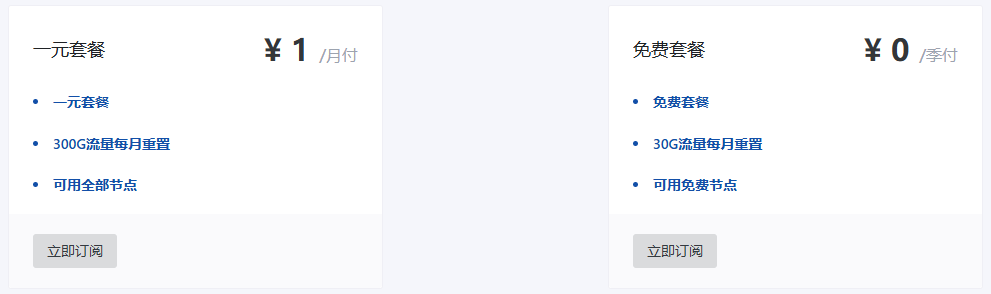 一元套餐
¥ 1 /月付
一元套餐
300G流量每月重置
可用全部节点
立即订阅
免费套餐
¥ 0 /季付
免费套餐
30G流量每月重置
可用免费节点
立即订阅